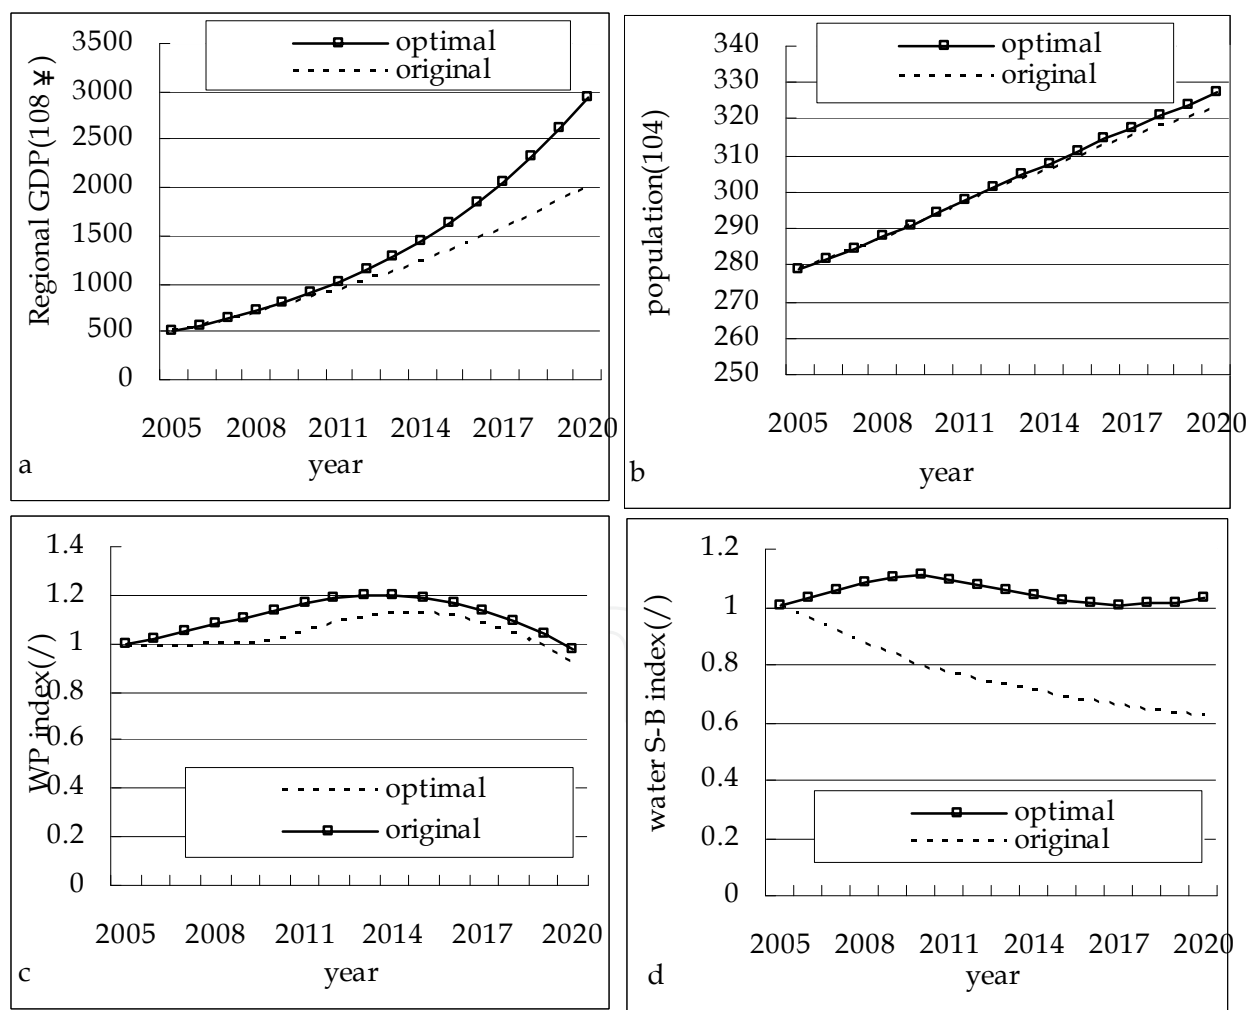 3500
3000
2500
2000
1500
1000
500
0
Regional GDP(108 ¥)
optimal
original
2005 2008 2011 2014 2017 2020
year
a
340
330
320
310
300
290
280
270
260
250
population(104)
optimal
original
2005 2008 2011 2014 2017 2020
year
b
1.4
1.2
1
0.8
0.6
0.4
0.2
0
WP index(/)
optimal
original
2005 2008 2011 2014 2017 2020
year
c
1.2
1
0.8
0.6
0.4
0.2
0
water S-B index(/)
optimal
original
2005 2008 2011 2014 2017 2020
year
d